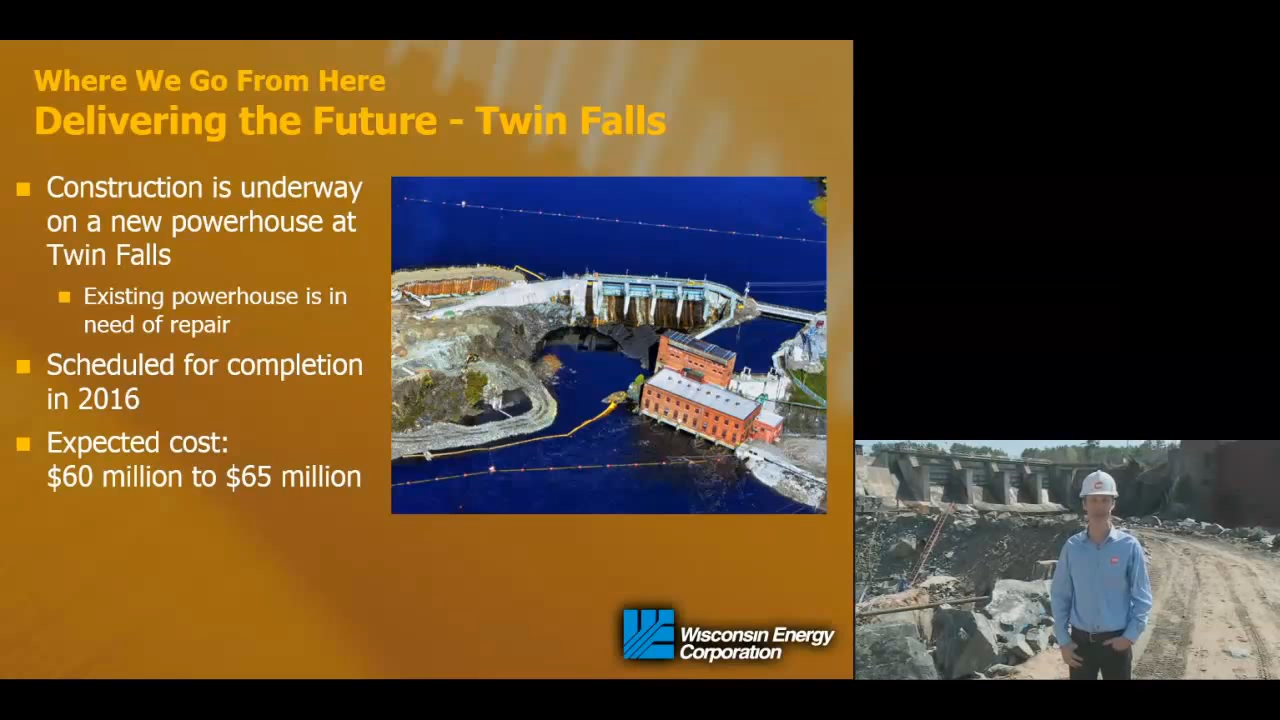 Where We Go From Here
Delivering the Future - Twin Falls
Construction is underway
on a new powerhouse at
Twin Falls
Existing powerhouse is in
need of repair
Scheduled for completion
in 2016
Expected cost:
$60 million to $65 million
Wisconsin Energy
Corporation